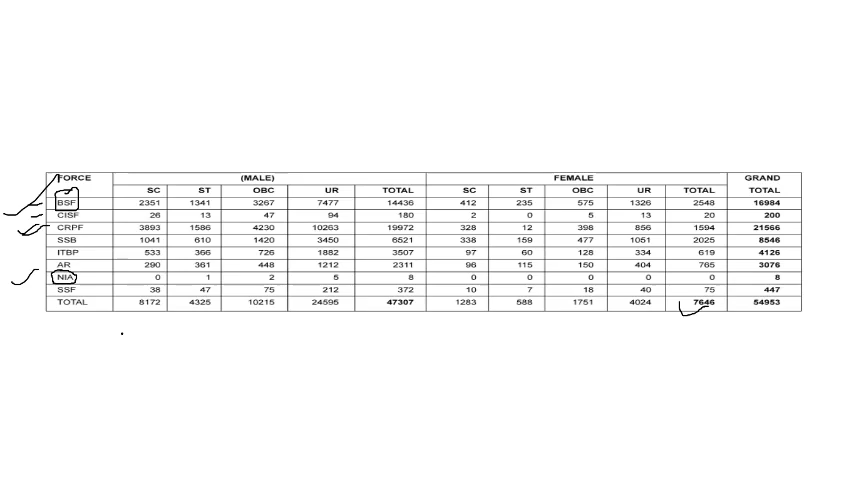 FORCE (MALE) FEMALE GRAND
SC ST OBC UR TOTAL SC ST OBC UR TOTAL TOTAL
BSF 2351 1341 3267 7477 14436 412 235 575 1326 2548 16984
CISF 26 13 47 94 180 2 0 5 13 20 200
CRPF 3893 1586 4230 10263 19972 328 12 398 856 1594 21566
SSB 1041 610 1420 3450 6521 338 159 477 1051 2025 8546
ITBP 533 366 726 1882 3507 97 60 128 334 619 4126
AR 290 361 448 1212 2311 96 115 150 404 765 3076
NIA 0 1 2 5 8 0 0 0 0 0 8
SSF 38 47 75 212 372 10 7 18 40 75 447
TOTAL 8172 4325 10215 24595 47307 1283 588 1751 4024 7646 54953